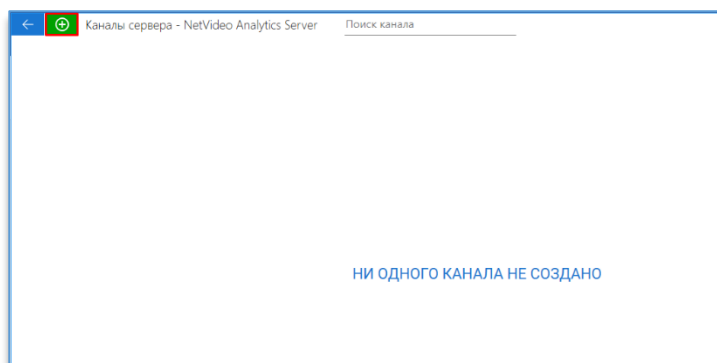 Каналы сервера - NetVideo Analytics Server Поиск канала
НИ ОДНОГО КАНАЛА НЕ СОЗДАНО